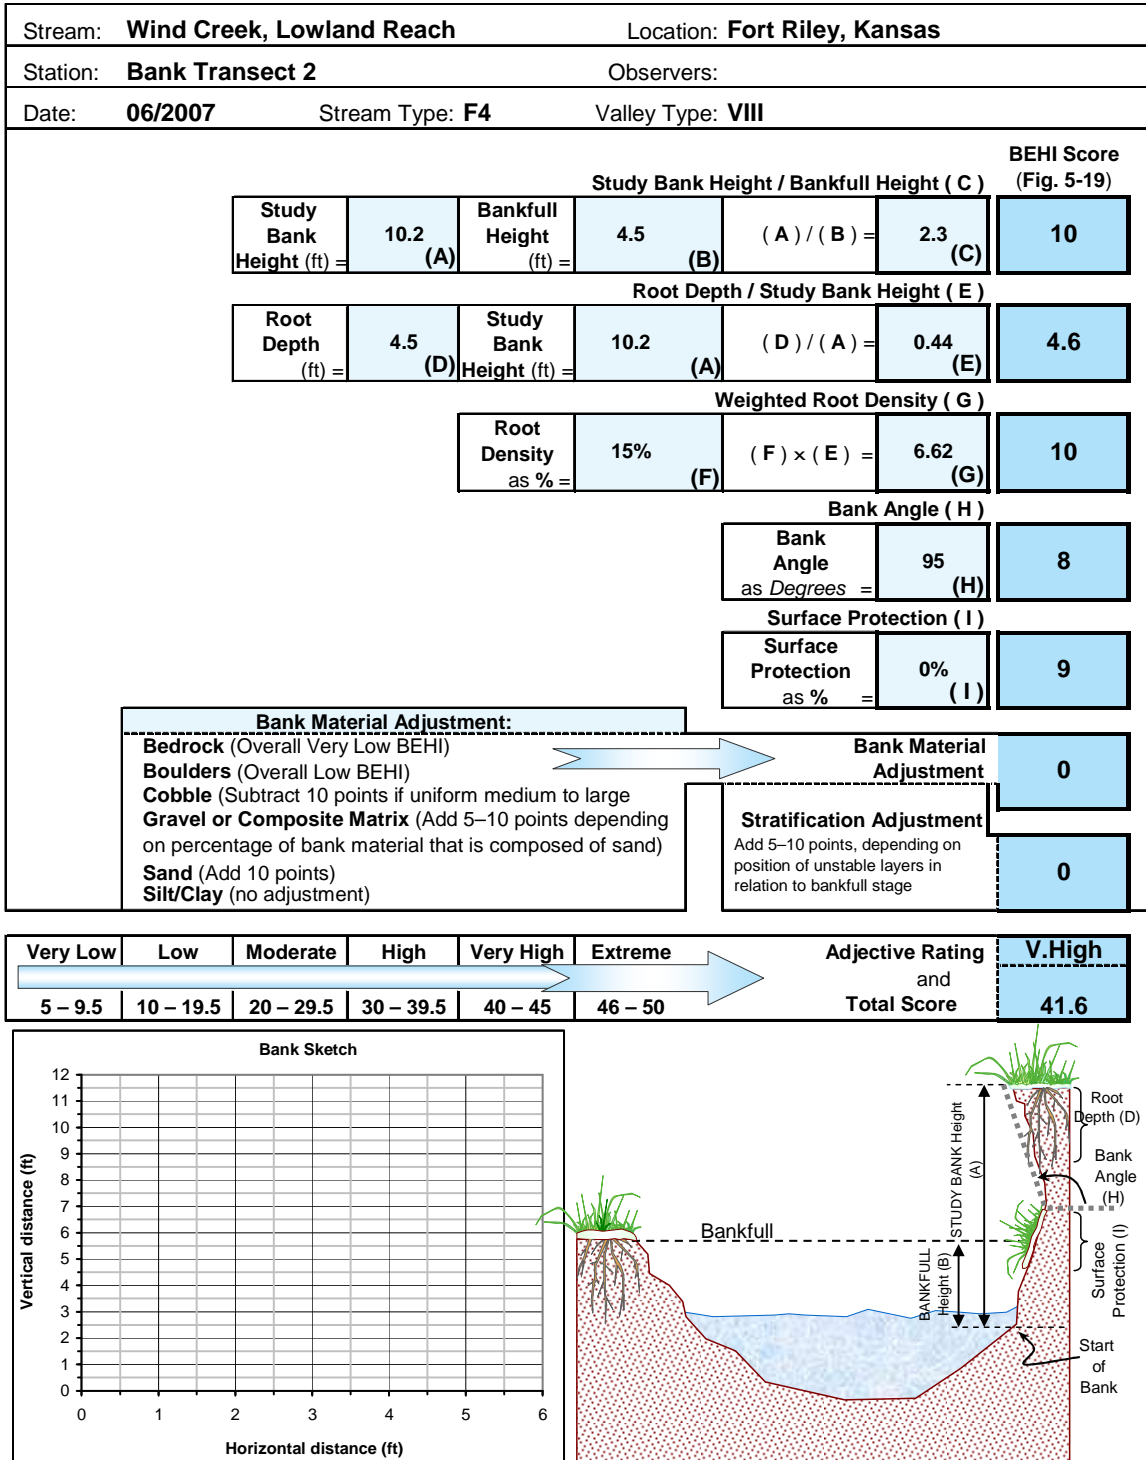 Stream: Wind Creek, Lowland Reach Location: Fort Riley, Kansas
Station: Bank Transect 2 Observers:
Date: 06/2007 Stream Type: F4 Valley Type: VIII
BEHI Score
(Fig. 5-19)
Study Bank Height / Bankfull Height ( C )
Study Bank Height (ft) = 10.2 (A) Bankfull Height (ft) = 4.5 (B) ( A ) / ( B ) = 2.3 (C) 10
Root Depth / Study Bank Height ( E )
Root Depth (ft) = 4.5 (D) Study Bank Height (ft) = 10.2 (A) ( D ) / ( A ) = 0.44 (E) 4.6
Weighted Root Density ( G )
Root Density as % = 15% (F) ( F ) × ( E ) = 6.62 (G) 10
Bank Angle ( H )
Bank Angle as Degrees = 95 (H) 8
Surface Protection ( I )
Surface Protection as % = 0% ( I ) 9
Bank Material Adjustment:
Bedrock (Overall Very Low BEHI)
Boulders (Overall Low BEHI)
Cobble (Subtract 10 points if uniform medium to large
Gravel or Composite Matrix (Add 5–10 points depending
on percentage of bank material that is composed of sand)
Sand (Add 10 points)
Silt/Clay (no adjustment)
Bank Material
Adjustment
0
Stratification Adjustment
Add 5–10 points, depending on
position of unstable layers in
relation to bankfull stage
0
Very Low Low Moderate High Very High Extreme
5 – 9.5 10 – 19.5 20 – 29.5 30 – 39.5 40 – 45 46 – 50
Adjective Rating
and
Total Score
V.High
41.6
Bank Sketch
12
11
10
9
8
7
6
5
4
3
2
1
0
Vertical distance (ft)
0 1 2 3 4 5 6
Horizontal distance (ft)
Bankfull
STUDY BANK Height
(A)
BANKFULL
Height (B)
Root
Depth (D)
Bank
Angle
(H)
Surface
Protection (I)
Start
of
Bank